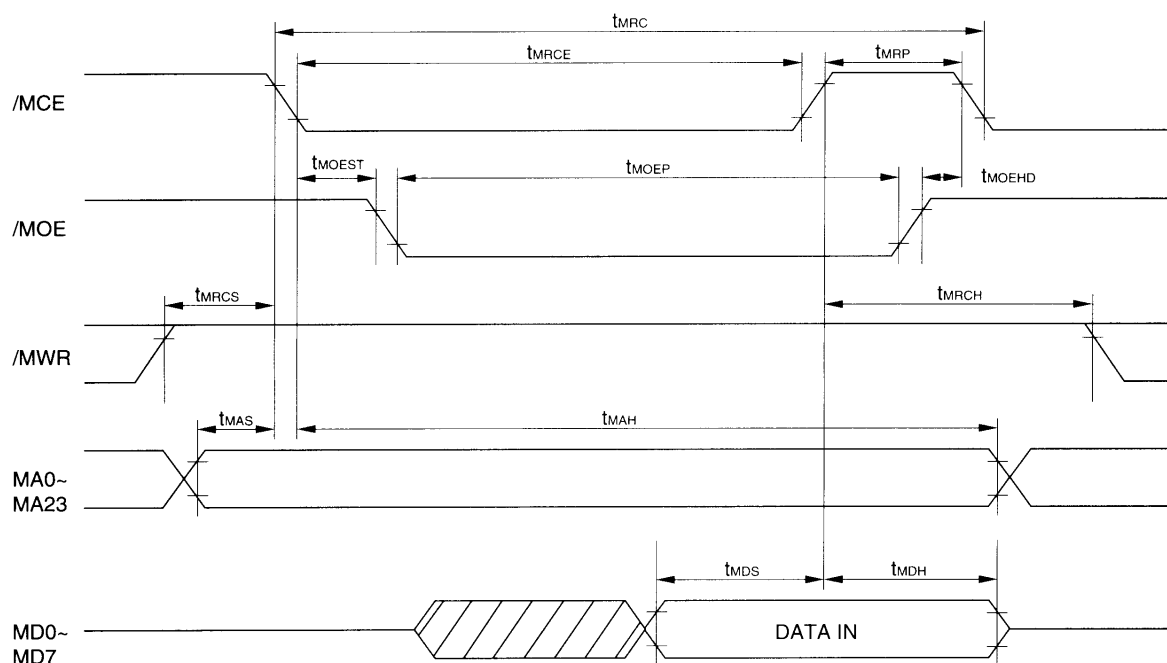 tMRC
tMRCE
tMRP
/MCE
tMOEST
tMOEP
tMOEHD
/MOE
tMRCS
tMRCH
/MWR
tMAS
tMAH
MA0~
MA23
tMDS
tMDH
MD0~
MD7
DATA IN